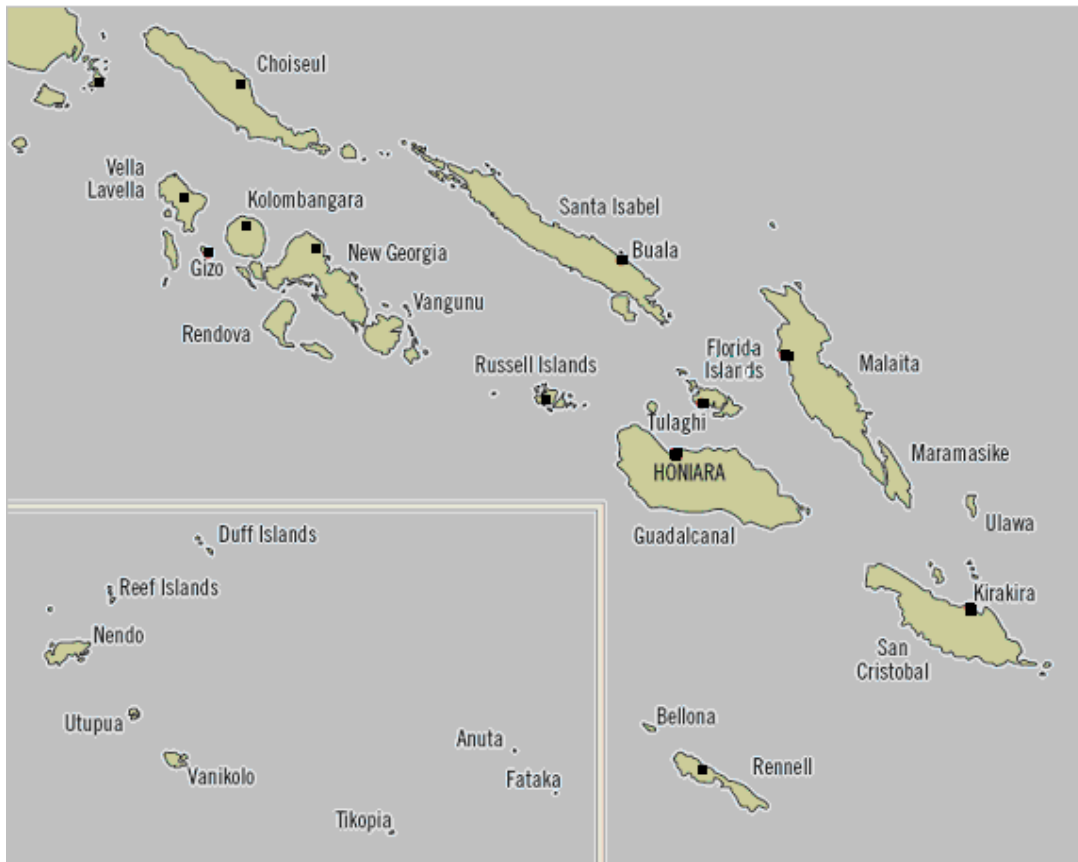 Choiseul
Vella
Lavella
Kolombangara
Santa Isabel
New Georgia
Buala
Gizo
Vangunu
Rendova
Florida
Islands
Russell Islands
Malaita
Tulaghi
Maramasike
HONIARA
Ulawa
Guadalcanal
Duff Islands
Reef Islands
Kirakira
Nendo
San
Cristobal
Utupua
Bellona
Anuta
Rennell
Vanikolo
Fataka
Tikopia